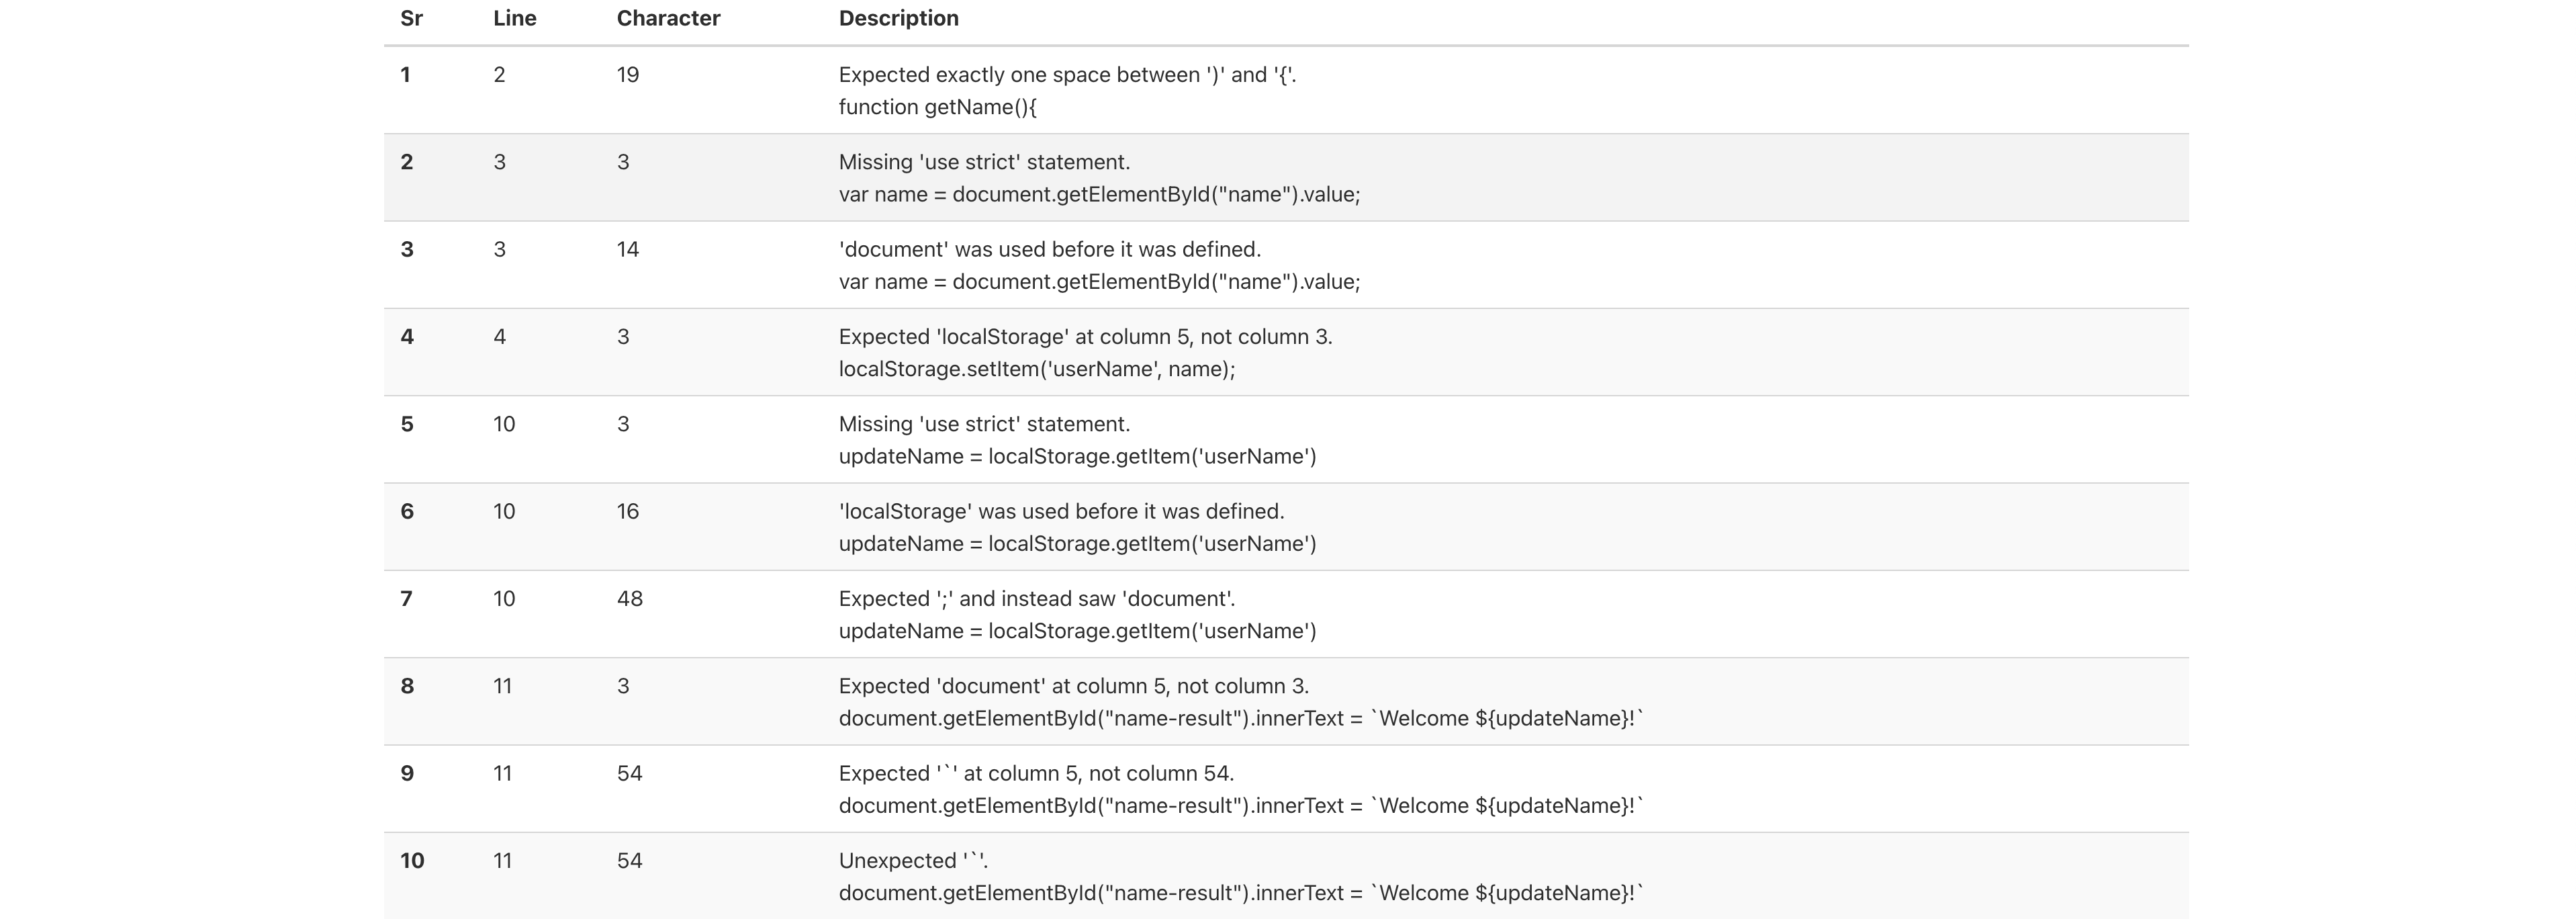 Sr Line Character Description
1 2 19 Expected exactly one space between ')' and '{'.
function getName(){
2 3 3 Missing 'use strict' statement.
var name = document.getElementById("name").value;
3 3 14 'document' was used before it was defined.
var name = document.getElementById("name").value;
4 4 3 Expected 'localStorage' at column 5, not column 3.
localStorage.setItem('userName', name);
5 10 3 Missing 'use strict' statement.
updateName = localStorage.getItem('userName')
6 10 16 'localStorage' was used before it was defined.
updateName = localStorage.getItem('userName')
7 10 48 Expected ';' and instead saw 'document'.
updateName = localStorage.getItem('userName')
8 11 3 Expected 'document' at column 5, not column 3.
document.getElementById("name-result").innerText = `Welcome ${updateName}!`
9 11 54 Expected '`' at column 5, not column 54.
document.getElementById("name-result").innerText = `Welcome ${updateName}!`
10 11 54 Unexpected '`'.
document.getElementById("name-result").innerText = `Welcome ${updateName}!`